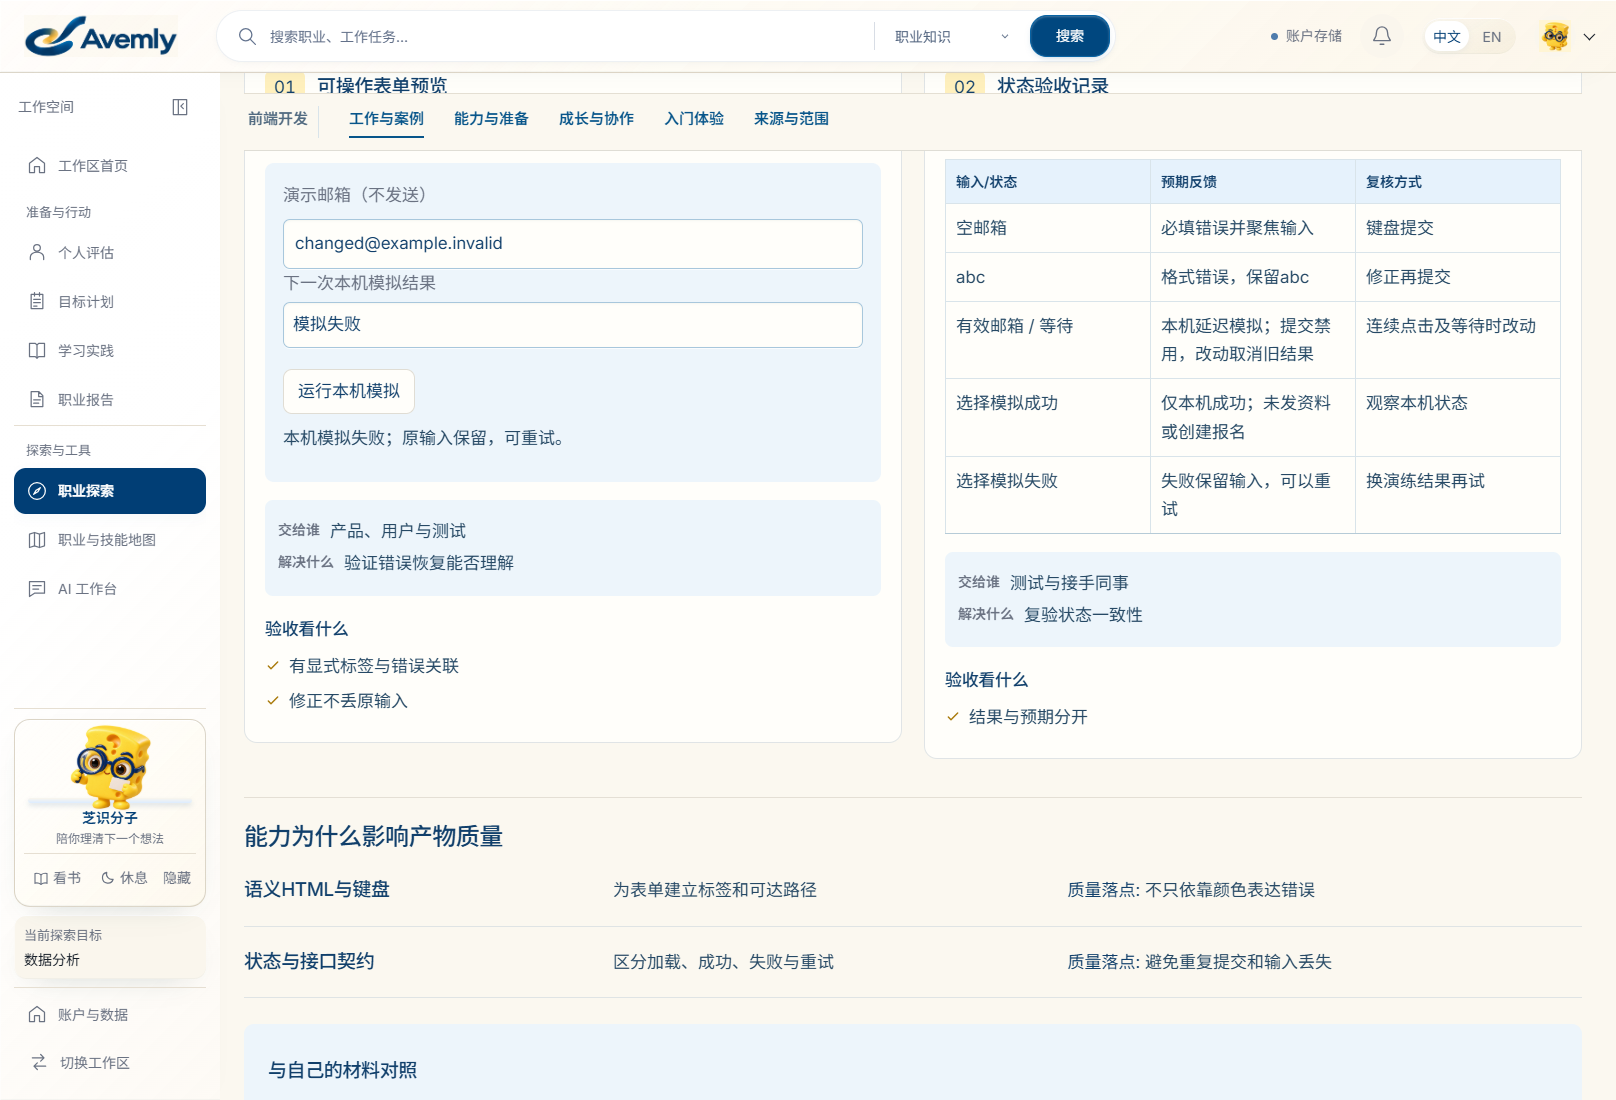 Avemly
搜索职业、工作任务...
职业知识
搜索
账户存储
中文
EN
工作空间
工作区首页
准备与行动
个人评估
目标计划
学习实践
职业报告
探索与工具
职业探索
职业与技能地图
AI 工作台
芝识分子
陪你理清下一个想法
看书
休息
隐藏
当前探索目标
数据分析
账户与数据
切换工作区
01 可操作表单预览
02 状态验收记录
前端开发
工作与案例
能力与准备
成长与协作
入门体验
来源与范围
演示邮箱（不发送）
changed@example.invalid
下一次本机模拟结果
模拟失败
运行本机模拟
本机模拟失败；原输入保留，可重试。
交给谁 产品、用户与测试
解决什么 验证错误恢复能否理解
验收看什么
有显式标签与错误关联
修正不丢原输入
输入/状态 预期反馈 复核方式
空邮箱 必填错误并聚焦输入 键盘提交
abc 格式错误，保留abc 修正再提交
有效邮箱 / 等待 本机延迟模拟；提交禁 连续点击及等待时改动
用，改动取消旧结果
选择模拟成功 仅本机成功；未发资料 观察本机状态
或创建报名
选择模拟失败 失败保留输入，可以重 换演练结果再试
试
交给谁 测试与接手同事
解决什么 复验状态一致性
验收看什么
结果与预期分开
能力为什么影响产物质量
语义HTML与键盘 为表单建立标签和可达路径 质量落点: 不只依靠颜色表达错误
状态与接口契约 区分加载、成功、失败与重试 质量落点: 避免重复提交和输入丢失
与自己的材料对照